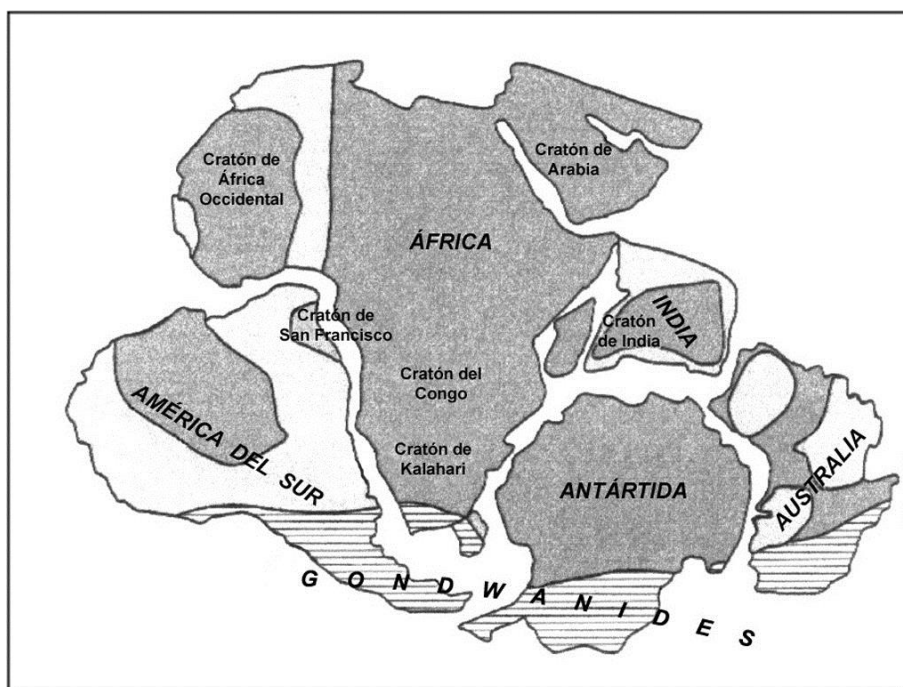 Cratón de
África
Occidental
Cratón de
Arabia
ÁFRICA
Cratón de
San Francisco
INDIA
Cratón
de India
Cratón del
Congo
AMÉRICA DEL SUR
Cratón de
Kalahari
ANTÁRTIDA
AUSTRALIA
GONDWANIDES